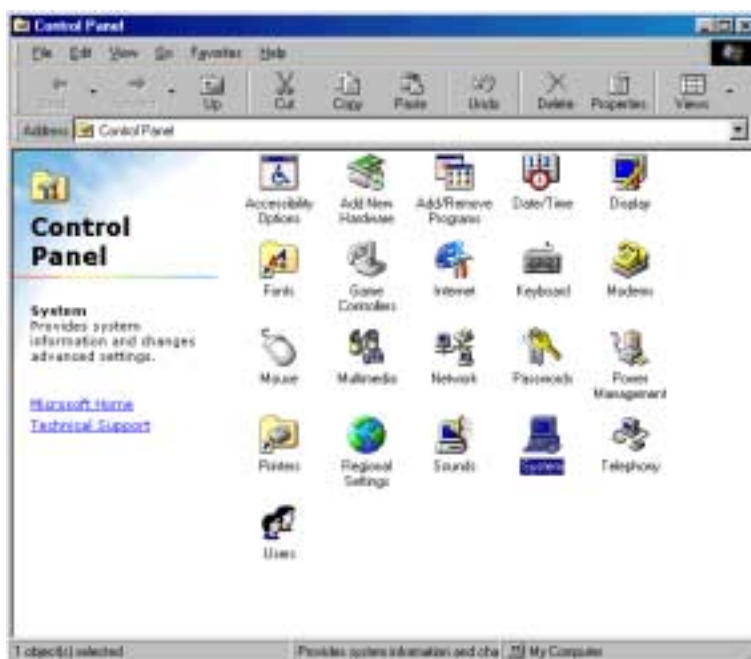 Control Panel
File Edit View Go Favorites Help
Up Cut Copy Paste Undo Delete Properties Views
Address Control Panel
Control
Panel
System
Provides system
information and changes
advanced settings.
Microsoft Home
Technical Support
Accessibility
Options
Add New
Hardware
Add/Remove
Programs
Date/Time
Display
Fonts
Game
Controllers
Internet
Keyboard
Modems
Mouse
Multimedia
Network
Passwords
Power
Management
Printers
Regional
Settings
Sounds
System
Telephony
Users
1 object(s) selected
Provides system information and cha
My Computer